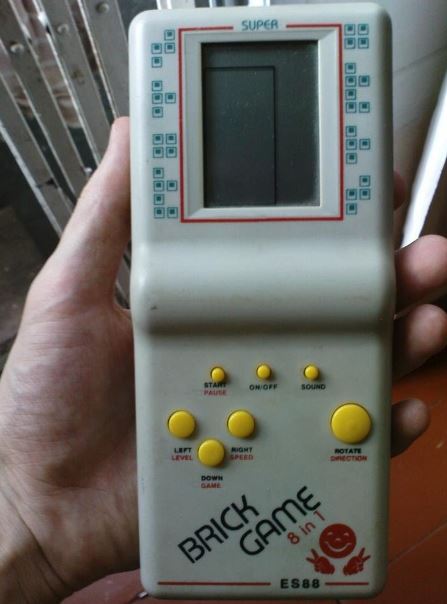 SUPER
START
PAUSE
ON/OFF
SOUND
LEFT
LEVEL
RIGHT
SPEED
ROTATE
DIRECTION
DOWN
GAME
BRICK
GAME
8 in 1
ES88